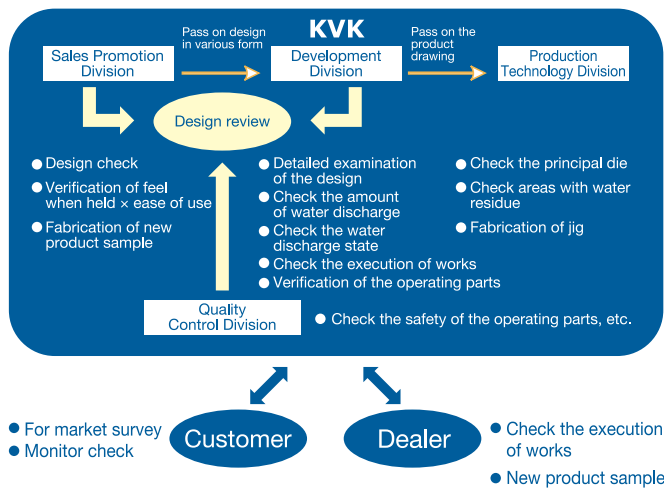 KVK
Pass on design
in various form
Pass on the
product
drawing
Sales Promotion
Division
Development
Division
Production
Technology Division
Design review
● Design check
● Verification of feel
when held × ease of use
● Fabrication of new
product sample
● Detailed examination
of the design
● Check the amount
of water discharge
● Check the water
discharge state
● Check the execution of works
● Verification of the operating parts
● Check the principal die
● Check areas with water
residue
● Fabrication of jig
Quality
Control Division
● Check the safety of the operating parts, etc.
● For market survey
● Monitor check
Customer
Dealer
● Check the execution
of works
● New product sample